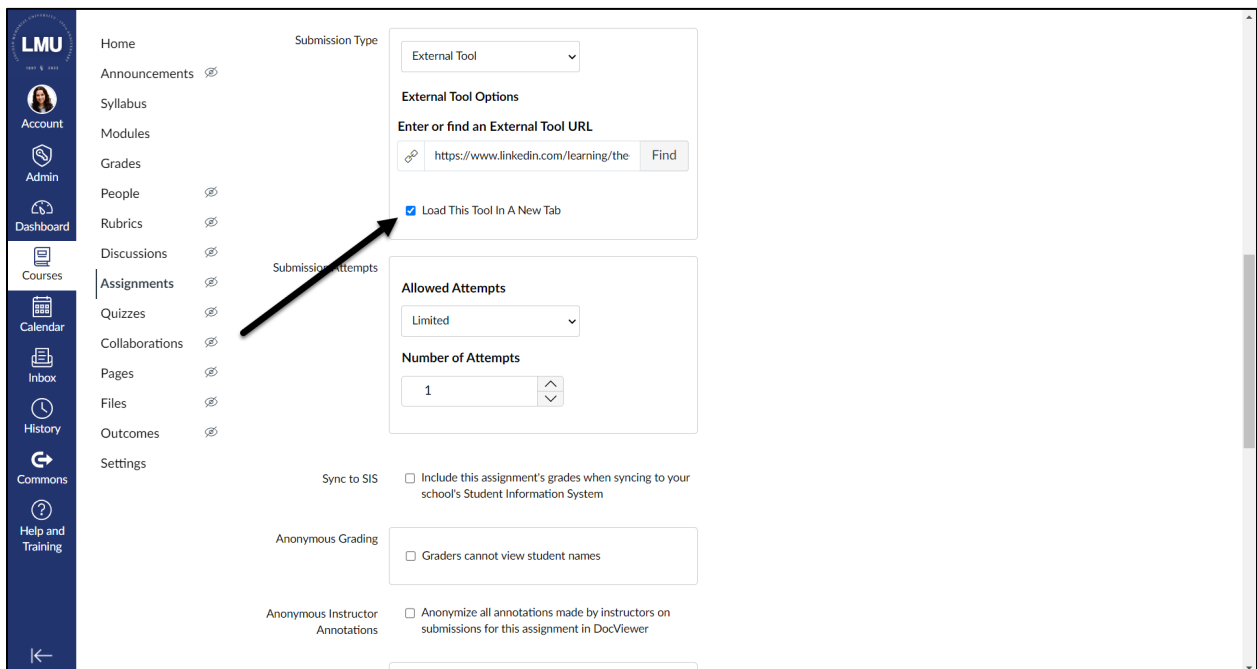 LMU
Account
Admin
Dashboard
Courses
Calendar
Inbox
History
Commons
Help and
Training
Home
Announcements
Syllabus
Modules
Grades
People
Rubrics
Discussions
Assignments
Quizzes
Collaborations
Pages
Files
Outcomes
Settings
Submission Type
External Tool
External Tool Options
Enter or find an External Tool URL
https://www.linkedin.com/learning/the
Find
Load This Tool In A New Tab
Submission Attempts
Allowed Attempts
Limited
Number of Attempts
1
Sync to SIS
Include this assignment's grades when syncing to your
school's Student Information System
Anonymous Grading
Graders cannot view student names
Anonymous Instructor
Annotations
Anonymize all annotations made by instructors on
submissions for this assignment in DocViewer